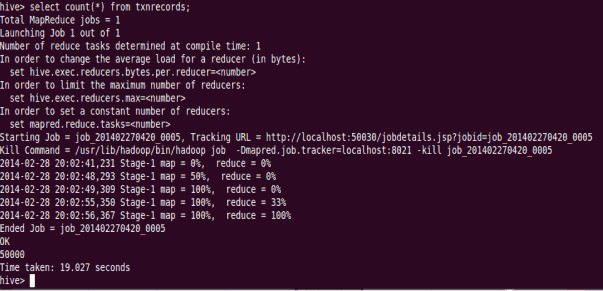 hive> select count(*) from txnrecords;
Total MapReduce jobs = 1
Launching Job 1 out of 1
Number of reduce tasks determined at compile time: 1
In order to change the average load for a reducer (in bytes):
  set hive.exec.reducers.bytes.per.reducer=<number>
In order to limit the maximum number of reducers:
  set hive.exec.reducers.max=<number>
In order to set a constant number of reducers:
  set mapred.reduce.tasks=<number>
Starting Job = job_201402270420_0005, Tracking URL = http://localhost:50030/jobdetails.jsp?jobid=job_201402270420_0005
Kill Command = /usr/lib/hadoop/bin/hadoop job  -Dmapred.job.tracker=localhost:8021 -kill job_201402270420_0005
2014-02-28 20:02:41,231 Stage-1 map = 0%,  reduce = 0%
2014-02-28 20:02:48,293 Stage-1 map = 50%,  reduce = 0%
2014-02-28 20:02:49,309 Stage-1 map = 100%,  reduce = 0%
2014-02-28 20:02:55,350 Stage-1 map = 100%,  reduce = 33%
2014-02-28 20:02:56,367 Stage-1 map = 100%,  reduce = 100%
Ended Job = job_201402270420_0005
OK
50000
Time taken: 19.027 seconds
hive>